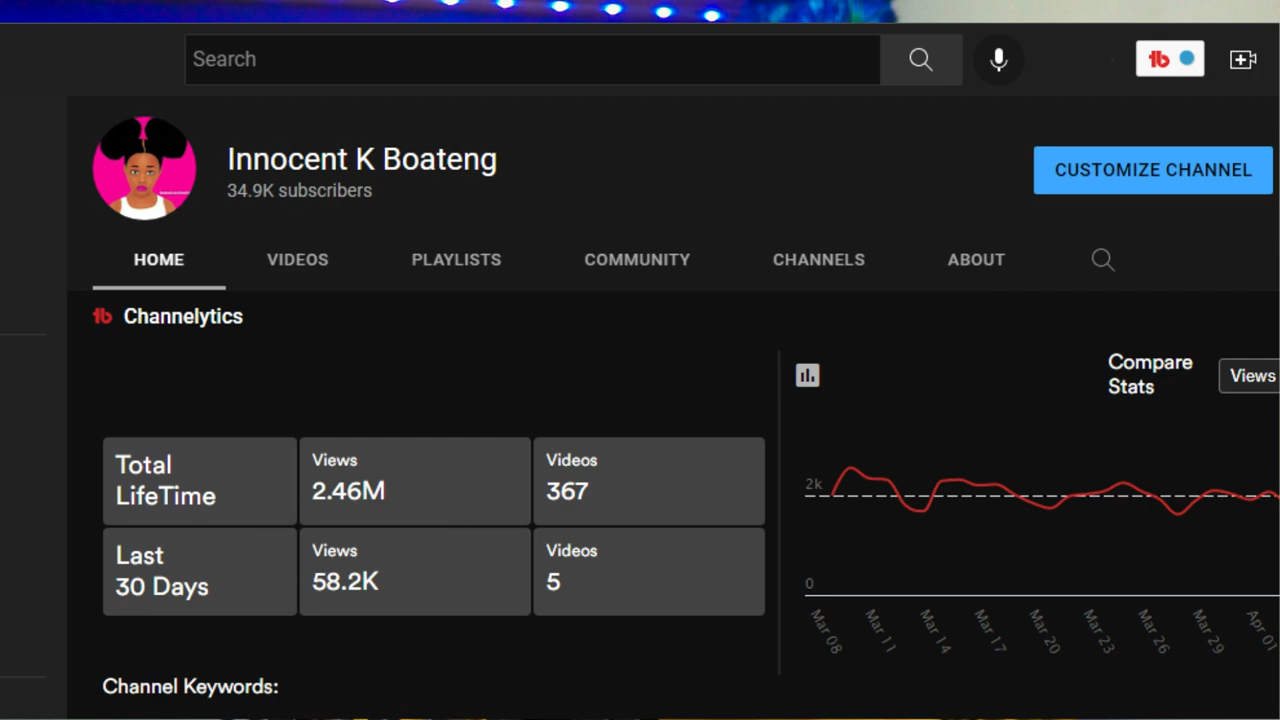 Search
tb
Innocent K Boateng
34.9K subscribers
CUSTOMIZE CHANNEL
HOME VIDEOS PLAYLISTS COMMUNITY CHANNELS ABOUT
tb Channelytics
Compare
Stats
Views
Total
LifeTime
Views
2.46M
Videos
367
Last
30 Days
Views
58.2K
Videos
5
2k
0
Mar 08 Mar 11 Mar 14 Mar 17 Mar 20 Mar 23 Mar 26 Mar 29 Apr 01
Channel Keywords: